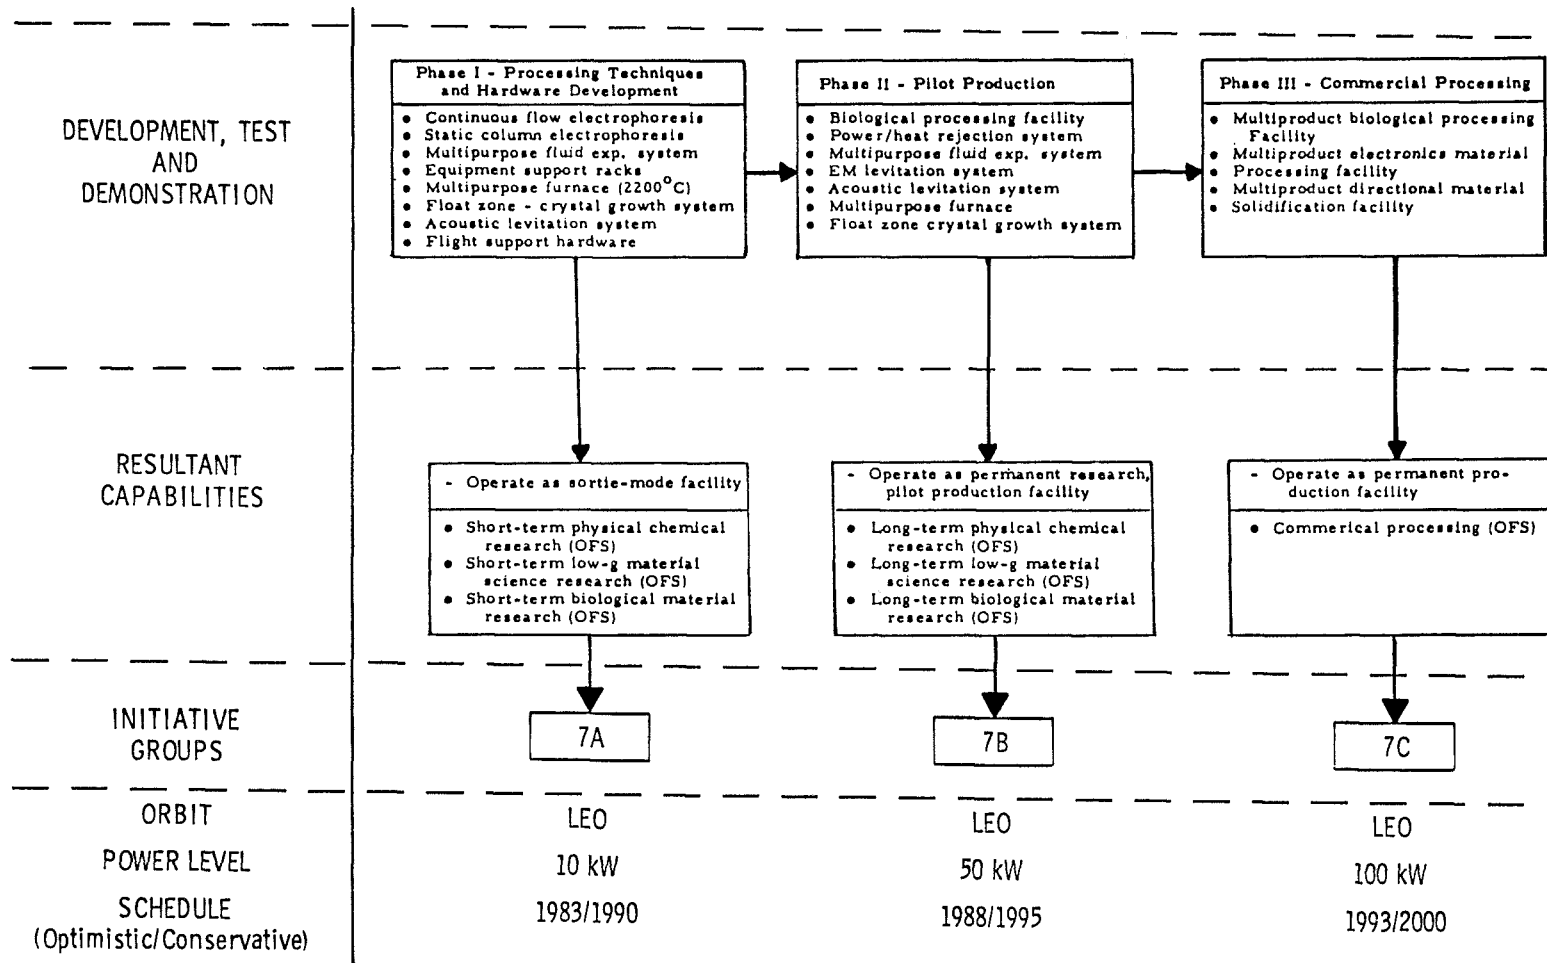 DEVELOPMENT, TEST
AND
DEMONSTRATION
Phase I - Processing Techniques
and Hardware Development
• Continuous flow electrophoresis
• Static column electrophoresis
• Multipurpose fluid exp. system
• Equipment support racks
• Multipurpose furnace (2200°C)
• Float zone - crystal growth system
• Acoustic levitation system
• Flight support hardware
Phase II - Pilot Production
• Biological processing facility
• Power/heat rejection system
• Multipurpose fluid exp. system
• EM levitation system
• Acoustic levitation system
• Multipurpose furnace
• Float zone crystal growth system
Phase III - Commercial Processing
• Multiproduct biological processing
Facility
• Multiproduct electronics material
• Processing facility
• Multiproduct directional material
• Solidification facility
RESULTANT
CAPABILITIES
- Operate as sortie-mode facility
• Short-term physical chemical
research (OFS)
• Short-term low-g material
science research (OFS)
• Short-term biological material
research (OFS)
- Operate as permanent research,
pilot production facility
• Long-term physical chemical
research (OFS)
• Long-term low-g material
science research (OFS)
• Long-term biological material
research (OFS)
- Operate as permanent pro-
duction facility
• Commerical processing (OFS)
INITIATIVE
GROUPS
7A
7B
7C
ORBIT
LEO
LEO
LEO
POWER LEVEL
10 kW
50 kW
100 kW
SCHEDULE
(Optimistic/Conservative)
1983/1990
1988/1995
1993/2000